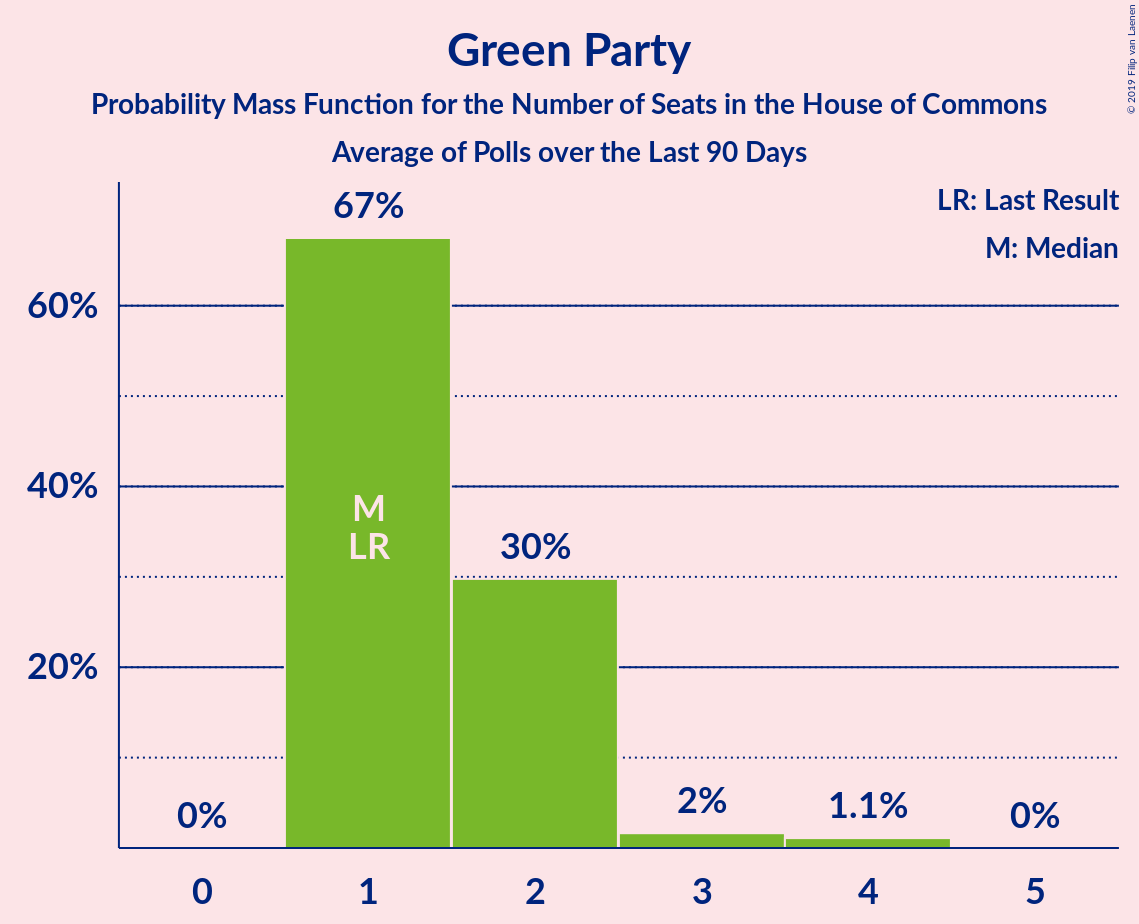 Green Party
Probability Mass Function for the Number of Seats in the House of Commons
Average of Polls over the Last 90 Days
© 2019 Filip van Laenen
LR: Last Result
M: Median
67%
60%
40%
M
LR
30%
20%
0%
2%
1.1%
0%
0 1 2 3 4 5